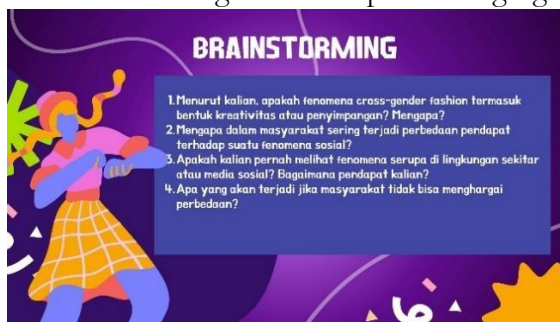 BRAINSTORMING
1.Menurut kalian, apakah fenomena cross-gender fashion termasuk
bentuk kreativitas atau penyimpangan? Mengapa?
2.Mengapa dalam masyarakat sering terjadi perbedaan pendapat
terhadap suatu fenomena sosial?
3.Apakah kalian pernah melihat fenomena serupa di lingkungan sekitar
atau media sosial? Bagaimana pendapat kalian?
4.Apa yang akan terjadi jika masyarakat tidak bisa menghargai
perbedaan?